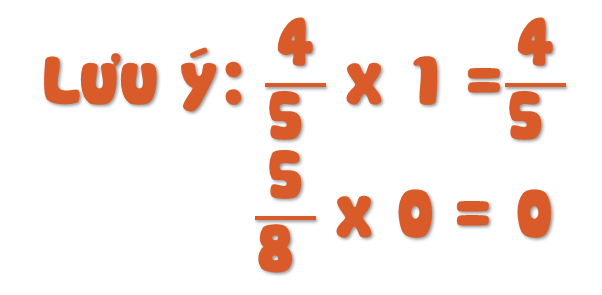 Lưu ý: 4/5 x 1 = 4/5
5/8 x 0 = 0